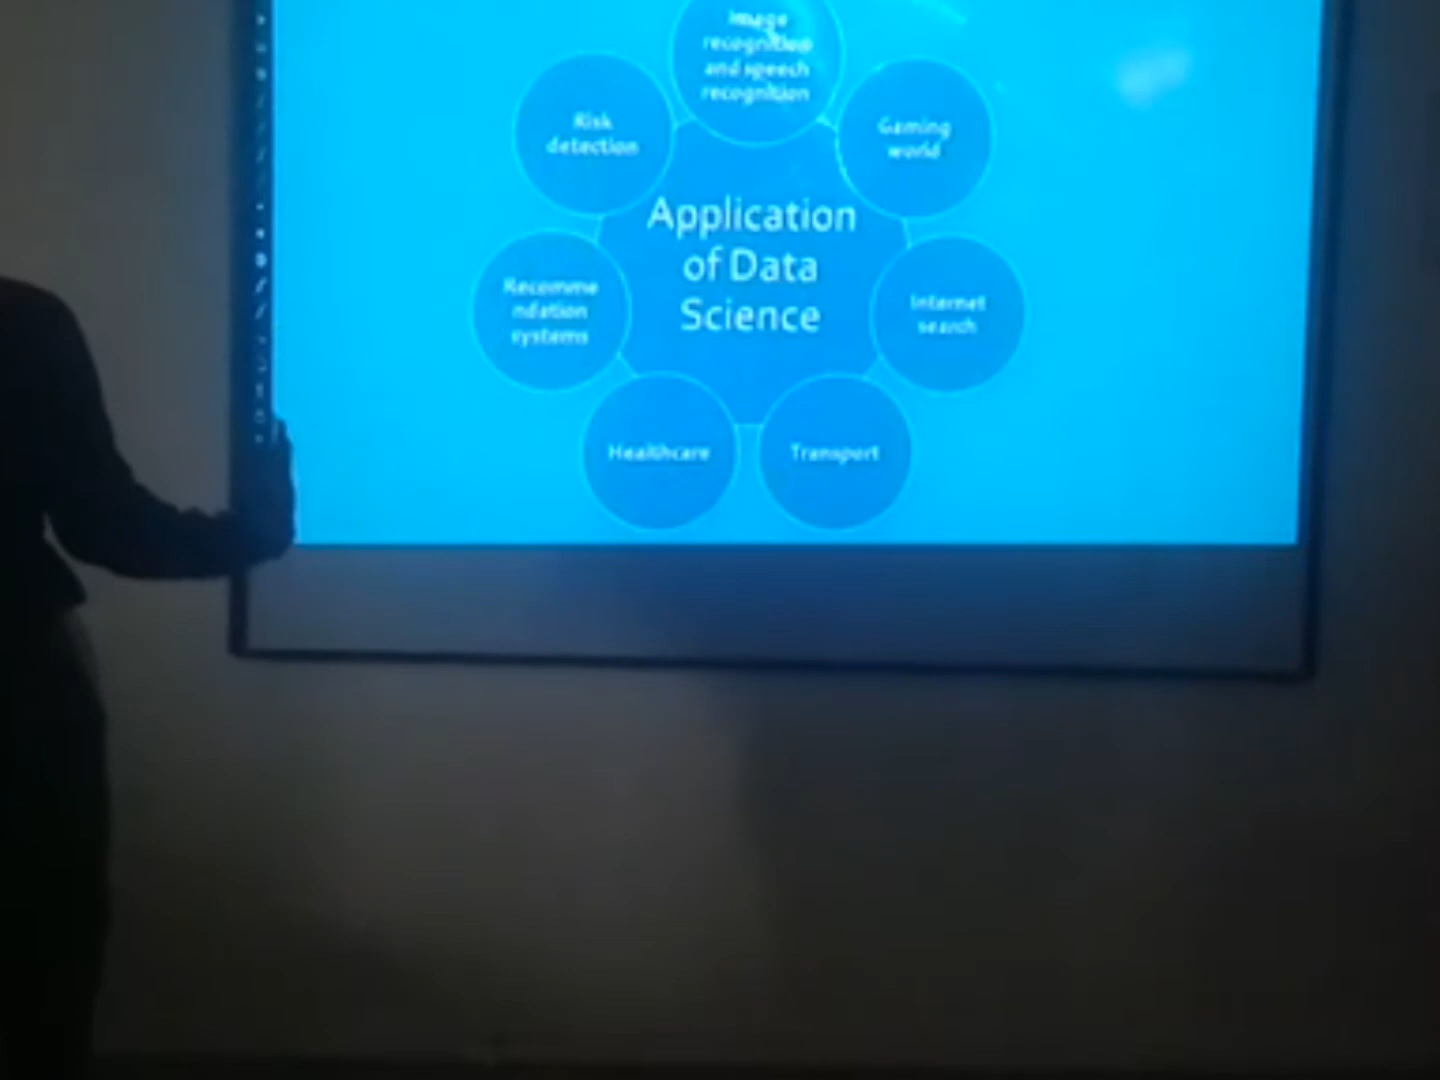 Image
recognition
and speech
recognition
Risk
detection
Gaming
world
Application
of Data
Science
Recomme
ndation
systems
Internet
search
Healthcare
Transport